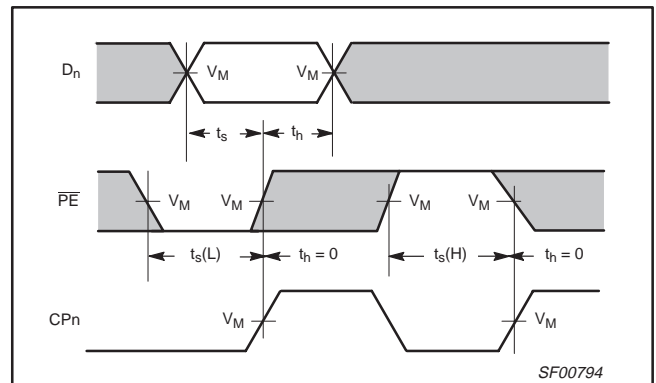 Dn
VM VM
ts th
PE
VM VM VM VM
ts(L) th = 0 ts(H) th = 0
CPn
VM VM
SF00794